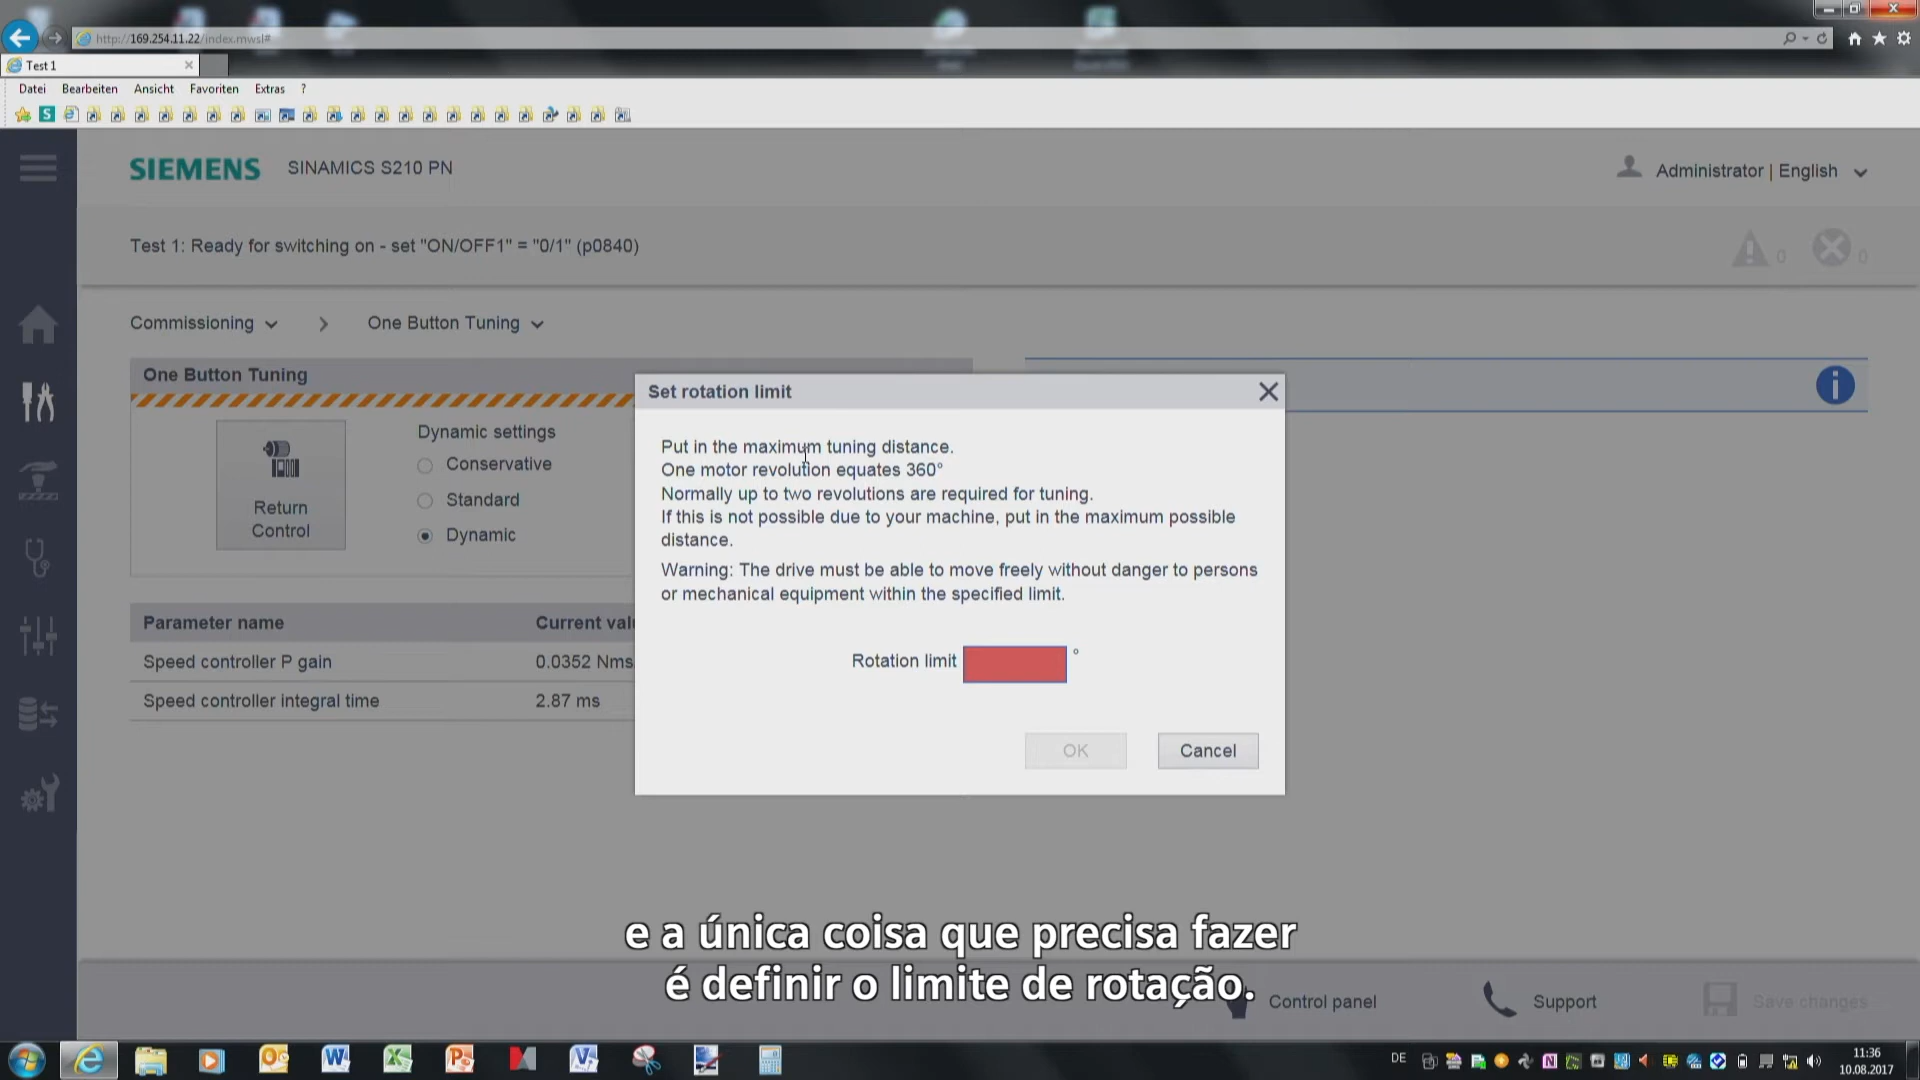 http://169.254.11.22/index.mwsl#
Test 1
Datei Bearbeiten Ansicht Favoriten Extras ?
SIEMENS SINAMICS S210 PN
Administrator | English
Test 1: Ready for switching on - set "ON/OFF1" = "0/1" (p0840)
0 0
Commissioning > One Button Tuning
One Button Tuning
Return
Control
Dynamic settings
Conservative
Standard
Dynamic
Parameter name Current val
Speed controller P gain 0.0352 Nms
Speed controller integral time 2.87 ms
Set rotation limit
Put in the maximum tuning distance.
One motor revolution equates 360°
Normally up to two revolutions are required for tuning.
If this is not possible due to your machine, put in the maximum possible
distance.
Warning: The drive must be able to move freely without danger to persons
or mechanical equipment within the specified limit.
Rotation limit °
OK Cancel
e a única coisa que precisa fazer
é definir o limite de rotação.
Control panel Support Save changes
DE
11:36
10.08.2017